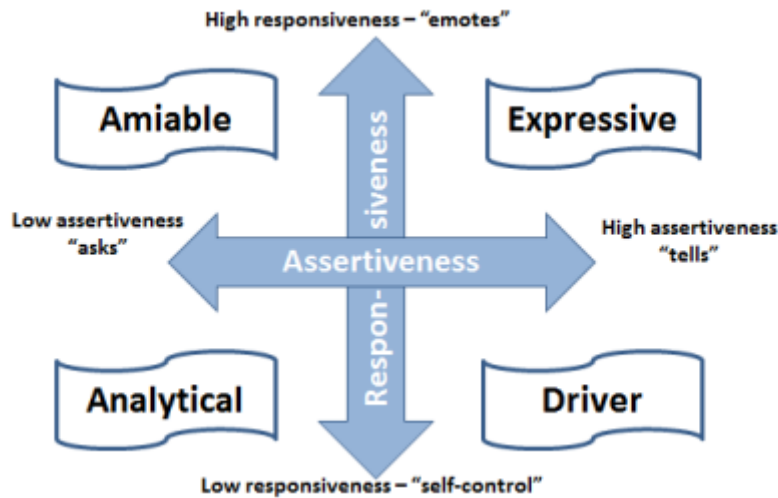 High responsiveness – “emotes”
Amiable
Expressive
siveness
Low assertiveness
“asks”
High assertiveness
“tells”
Assertiveness
Respon-
Analytical
Driver
Low responsiveness – “self-control”